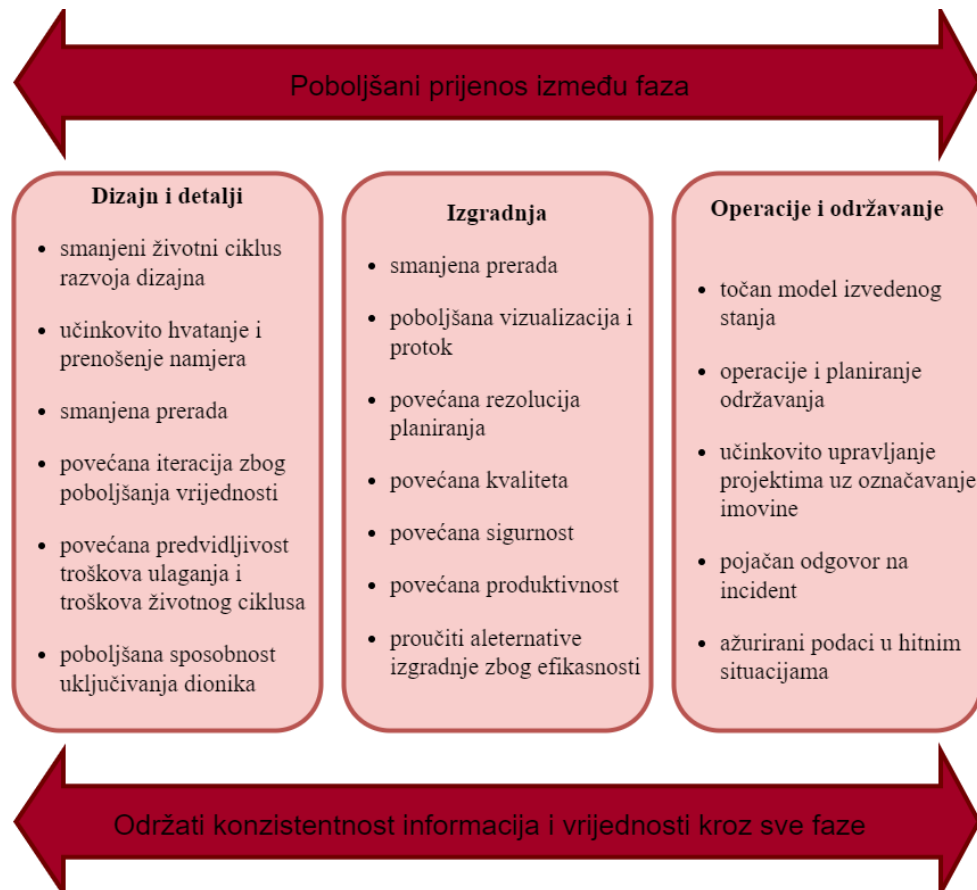 Poboljšani prijenos između faza
Dizajn i detalji
• smanjeni životni ciklus
razvoja dizajna
• učinkovito hvatanje i
prenošenje namjera
• smanjena prerada
• povećana iteracija zbog
poboljšanja vrijednosti
• povećana predvidljivost
troškova ulaganja i
troškova životnog ciklusa
• poboljšana sposobnost
uključivanja dionika
Izgradnja
• smanjena prerada
• poboljšana vizualizacija i
protok
• povećana rezolucija
planiranja
• povećana kvaliteta
• povećana sigurnost
• povećana produktivnost
• proučiti aleternative
izgradnje zbog efikasnosti
Operacije i održavanje
• točan model izvedenog
stanja
• operacije i planiranje
održavanja
• učinkovito upravljanje
projektima uz označavanje
imovine
• pojačan odgovor na
incident
• ažurirani podaci u hitnim
situacijama
Održati konzistentnost informacija i vrijednosti kroz sve faze